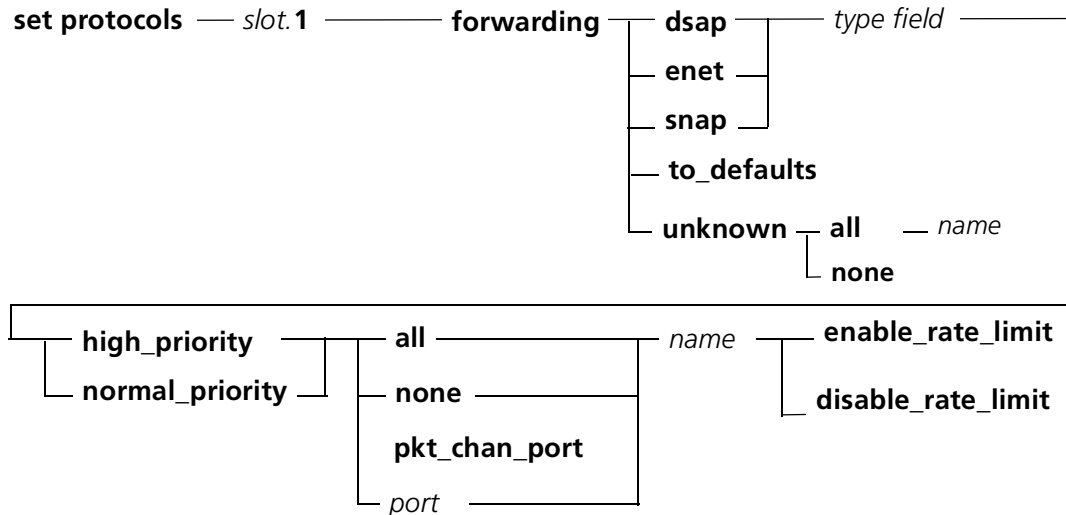 set protocols slot.1 forwarding dsap type field
enet
snap
to_defaults
unknown all name
none
high_priority all name enable_rate_limit
normal_priority none disable_rate_limit
pkt_chan_port
port